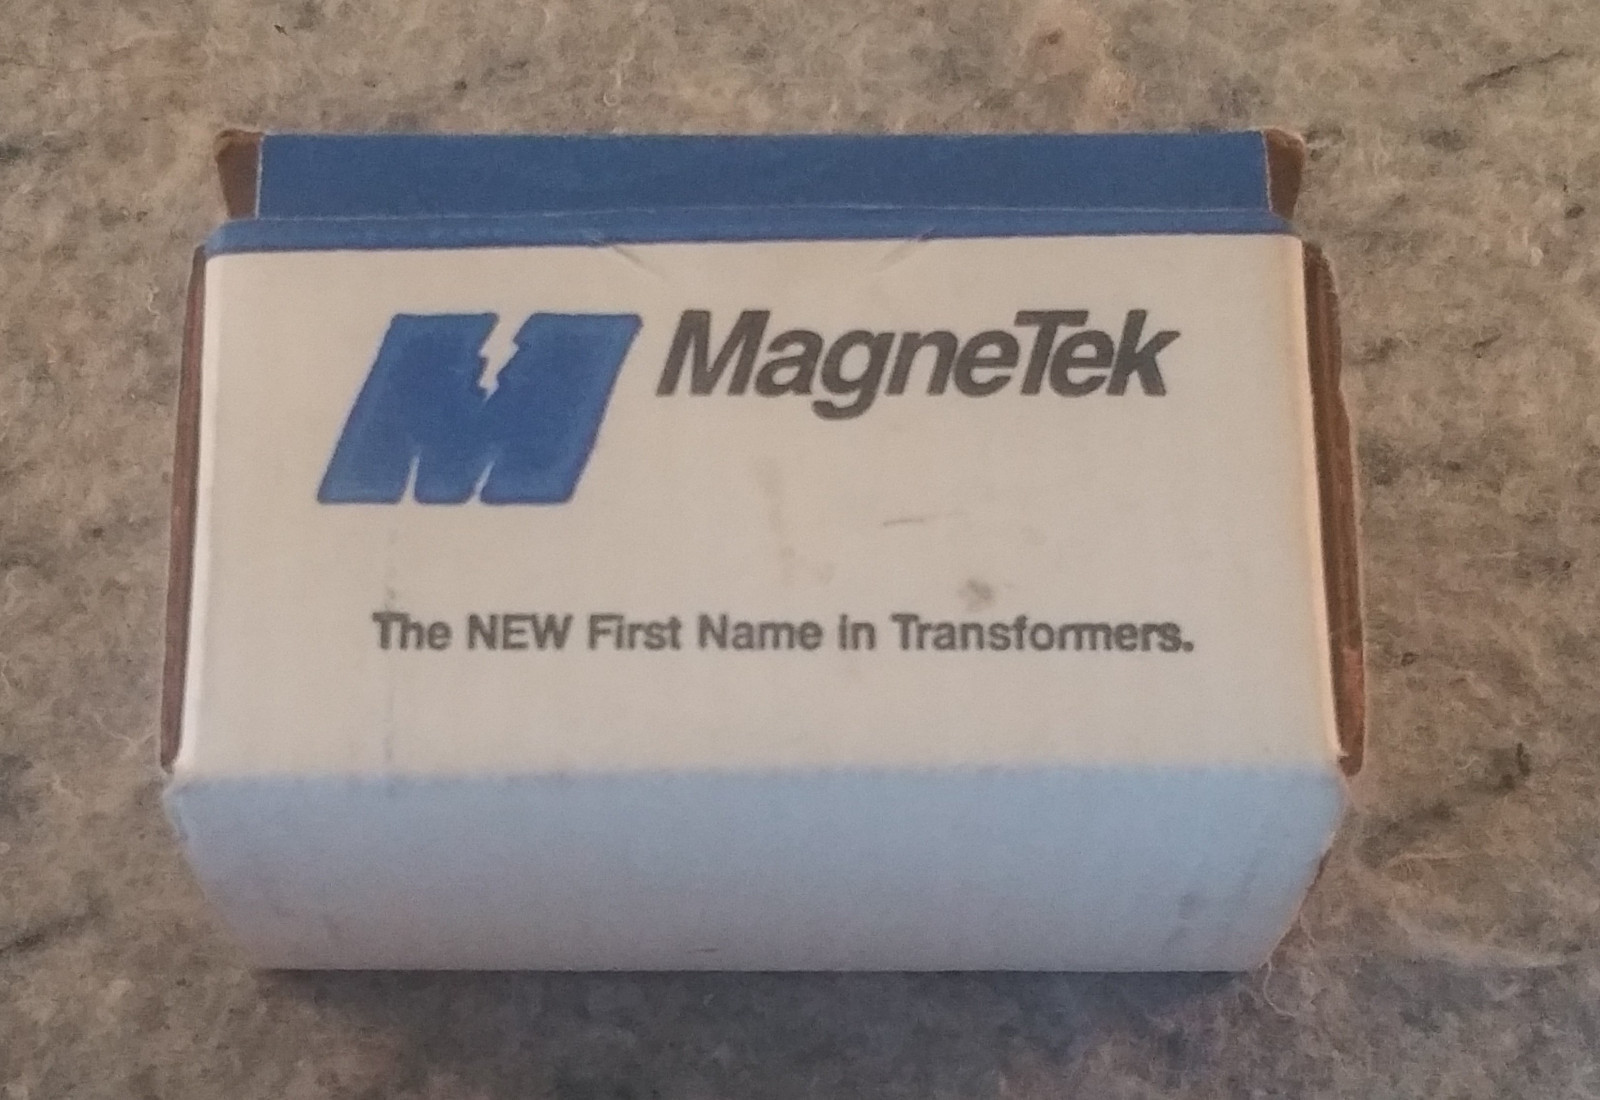 MagneTek
The NEW First Name in Transformers.